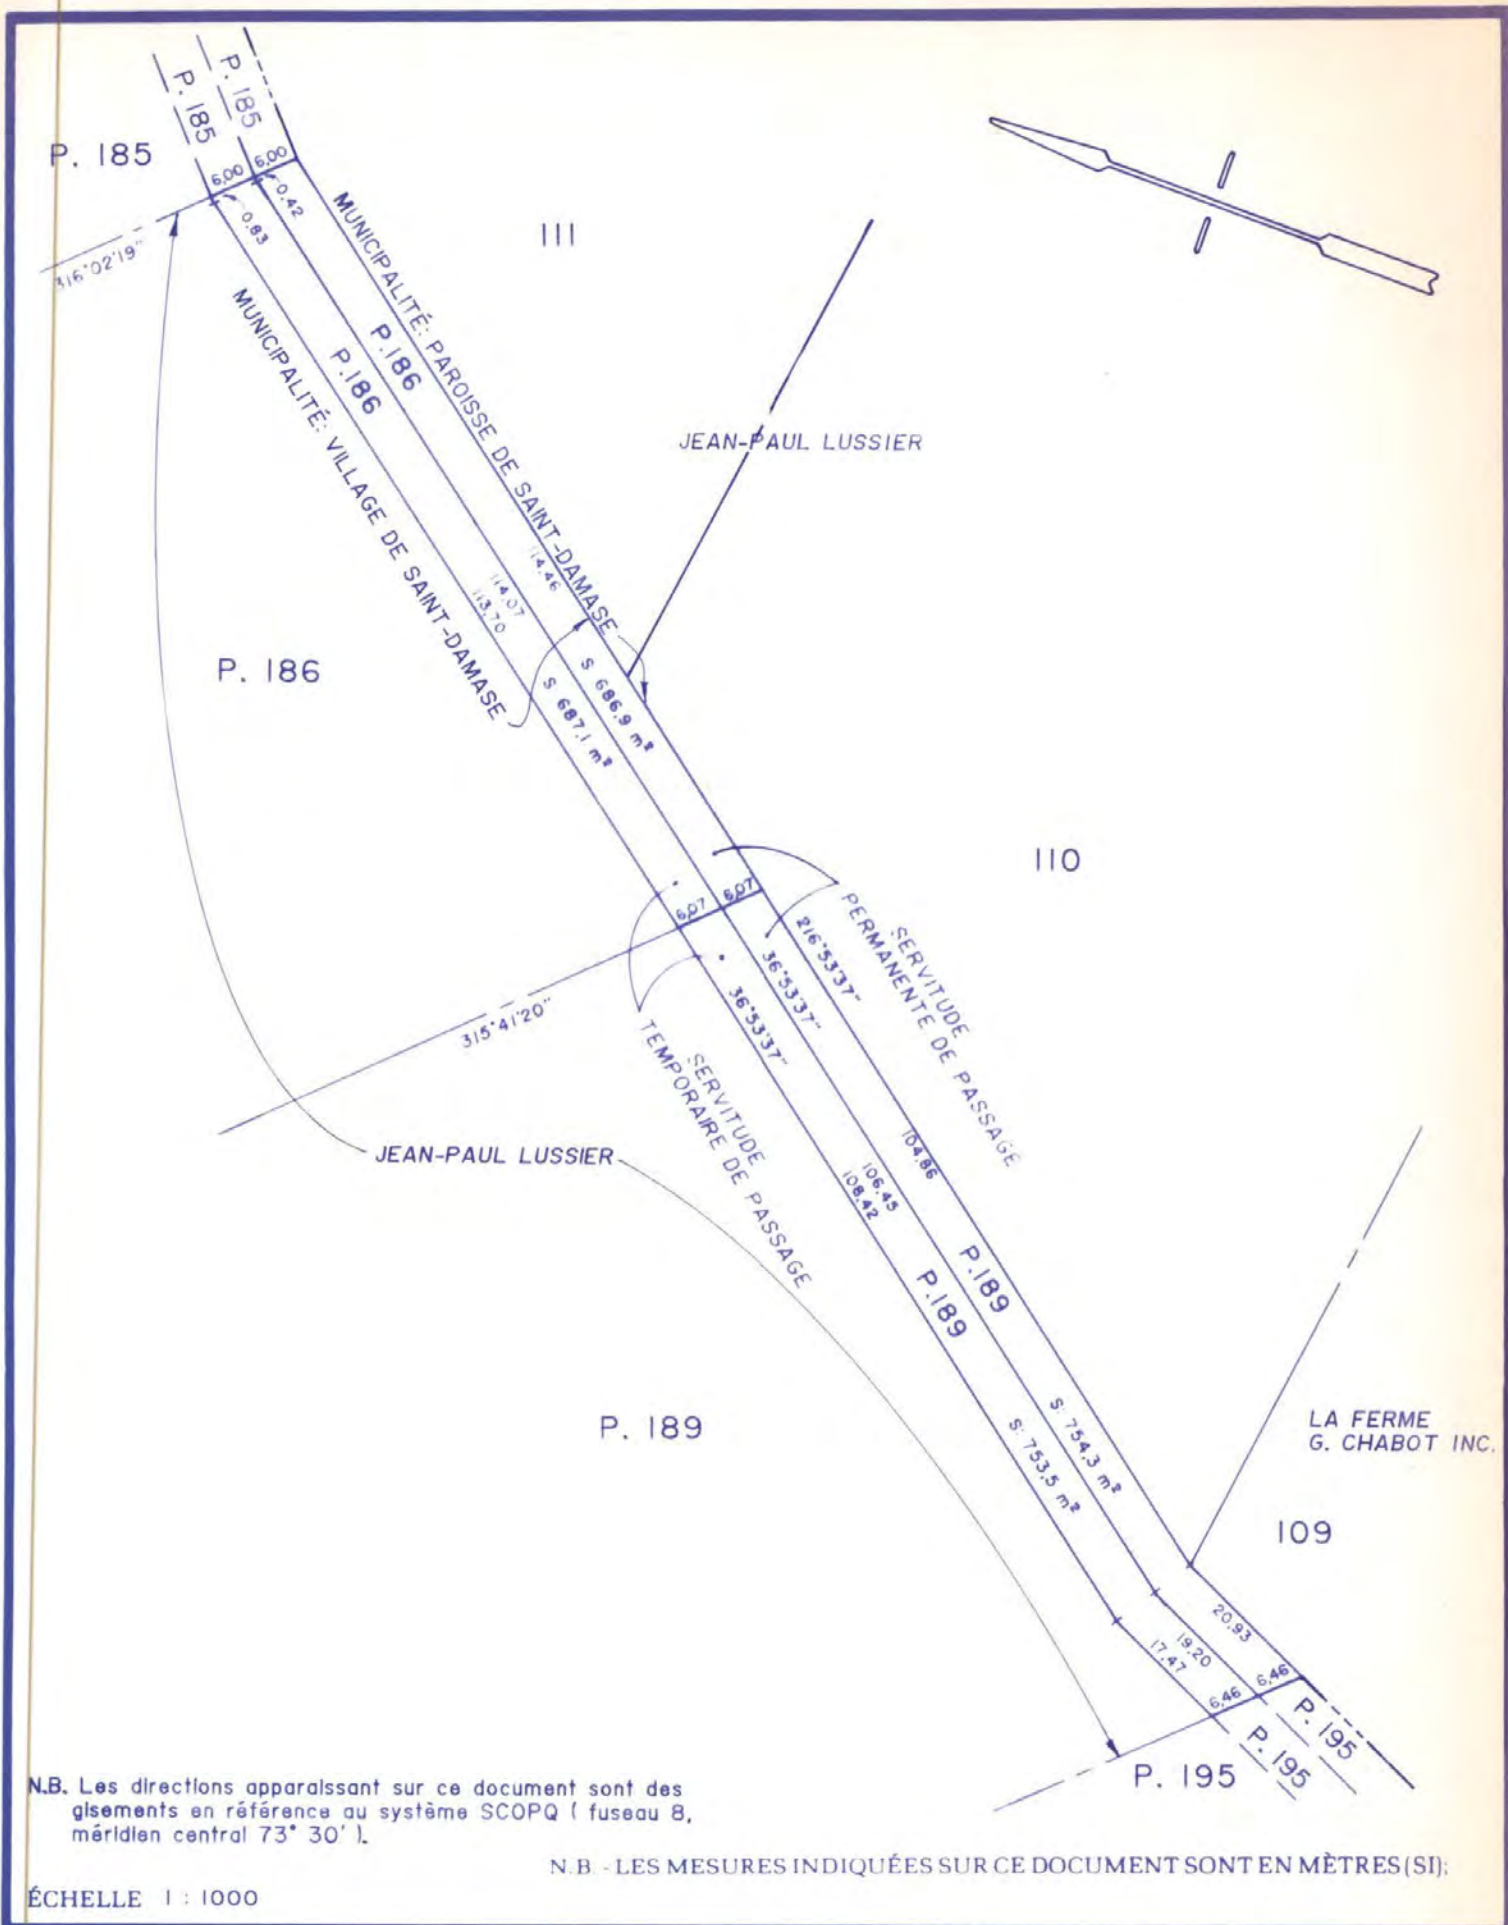 P. 185
P. 185
P. 185
6,00
6,00
0,42
0,83
316°02'19"
111
MUNICIPALITÉ: PAROISSE DE SAINT-DAMASE
MUNICIPALITÉ: VILLAGE DE SAINT-DAMASE
P.186
P.186
JEAN-PAUL LUSSIER
114,46
114,07
113,70
P. 186
S 686,9 m²
S 687,1 m²
110
6,07
6,07
216°53'37"
36°53'37"
36°53'37"
SERVITUDE
PERMANENTE DE PASSAGE
315°41'20"
SERVITUDE
TEMPORAIRE DE PASSAGE
JEAN-PAUL LUSSIER
104,86
106,45
108,42
P.189
P.189
P. 189
S: 754,3 m²
S: 753,5 m²
LA FERME
G. CHABOT INC.
109
20,93
19,20
17,47
6,46
6,46
P. 195
P. 195
P. 195
N.B. Les directions apparaissant sur ce document sont des
gisements en référence au système SCOPQ ( fuseau 8,
méridien central 73° 30' ).
N.B. - LES MESURES INDIQUÉES SUR CE DOCUMENT SONT EN MÈTRES (SI);
ÉCHELLE 1 : 1000